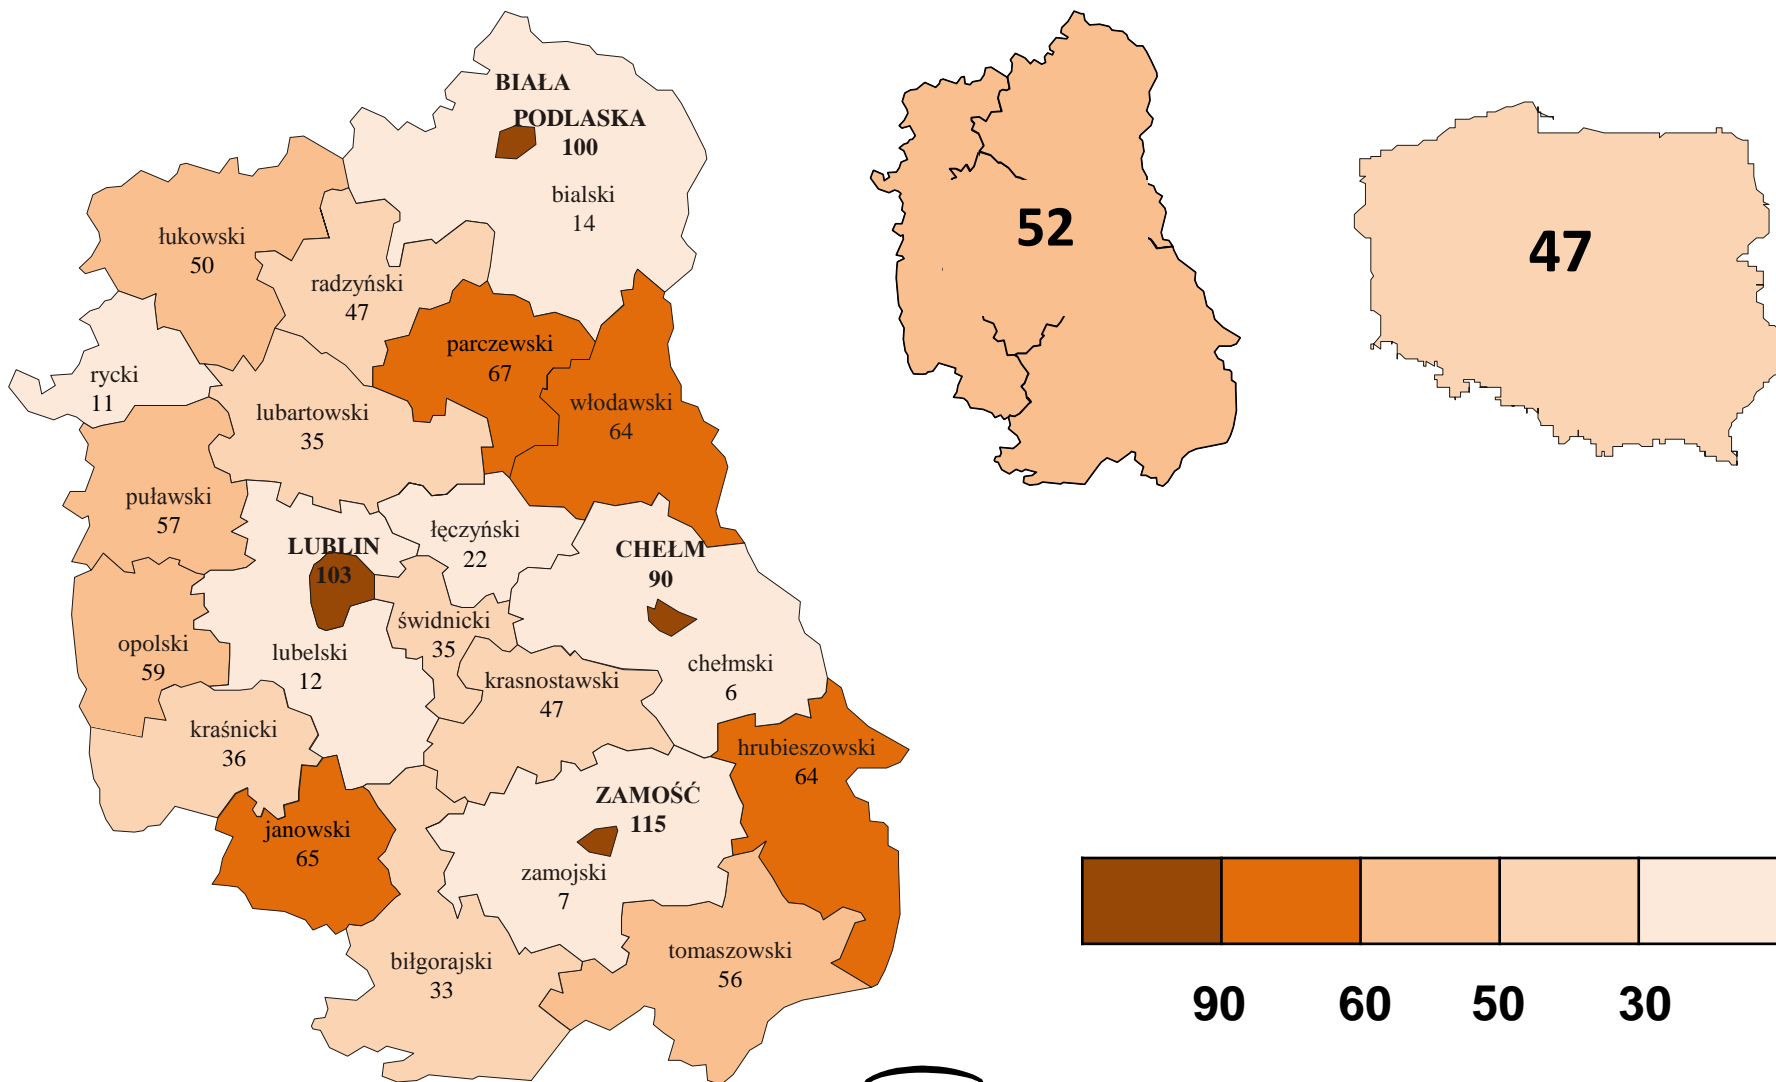 BIAŁA
PODLASKA
100
bialski
14
łukowski
50
radzyński
47
parczewski
67
rycki
11
lubartowski
35
włodawski
64
puławski
57
łęczyński
22
LUBLIN
103
CHEŁM
90
świdnicki
35
opolski
59
lubelski
12
chełmski
6
krasnostawski
47
kraśnicki
36
hrubieszowski
64
ZAMOŚĆ
115
janowski
65
zamojski
7
tomaszowski
56
biłgorajski
33
52
47
90 60 50 30